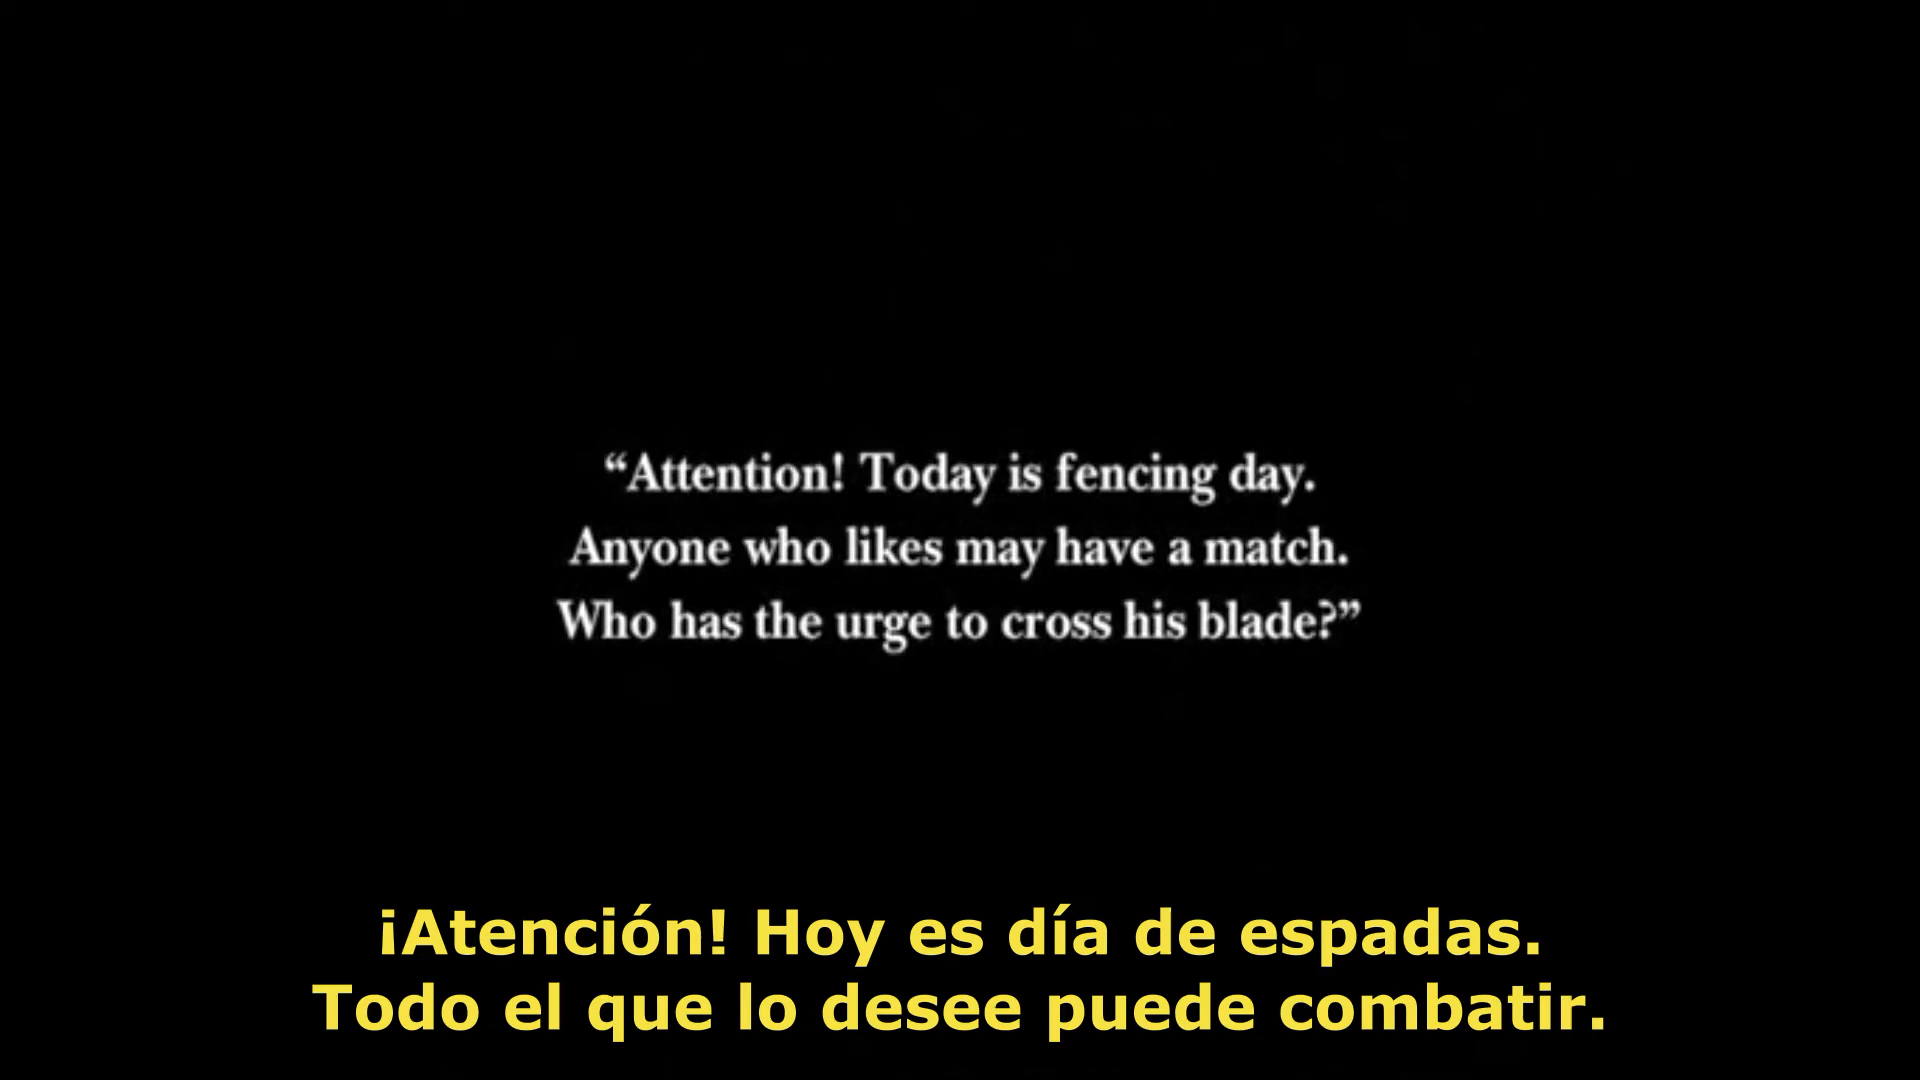 “Attention! Today is fencing day.
Anyone who likes may have a match.
Who has the urge to cross his blade?”
¡Atención! Hoy es día de espadas.
Todo el que lo desee puede combatir.